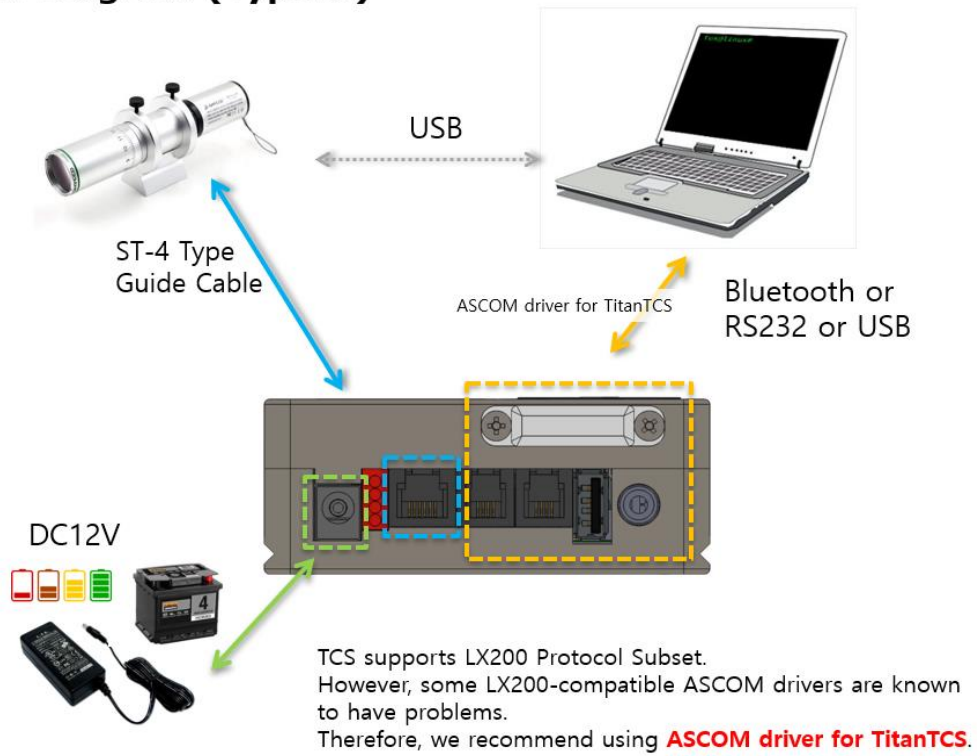 USB
ST-4 Type
Guide Cable
ASCOM driver for TitanTCS
Bluetooth or
RS232 or USB
DC12V
4
TCS supports LX200 Protocol Subset.
However, some LX200-compatible ASCOM drivers are known
to have problems.
Therefore, we recommend using ASCOM driver for TitanTCS.